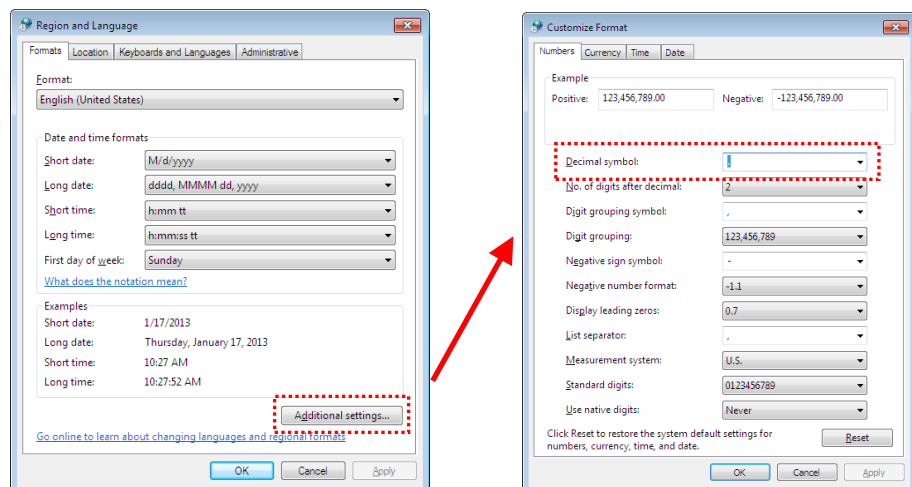 Region and Language
Formats Location Keyboards and Languages Administrative
Format:
English (United States)
Date and time formats
Short date: M/d/yyyy
Long date: dddd, MMMM dd, yyyy
Short time: h:mm tt
Long time: h:mm:ss tt
First day of week: Sunday
What does the notation mean?
Examples
Short date: 1/17/2013
Long date: Thursday, January 17, 2013
Short time: 10:27 AM
Long time: 10:27:52 AM
Additional settings...
Go online to learn about changing languages and regional formats
OK Cancel Apply
Customize Format
Numbers Currency Time Date
Example
Positive: 123,456,789.00 Negative: -123,456,789.00
Decimal symbol: .
No. of digits after decimal: 2
Digit grouping symbol: ,
Digit grouping: 123,456,789
Negative sign symbol: -
Negative number format: -1.1
Display leading zeros: 0.7
List separator: ,
Measurement system: U.S.
Standard digits: 0123456789
Use native digits: Never
Click Reset to restore the system default settings for
numbers, currency, time, and date.
Reset
OK Cancel Apply